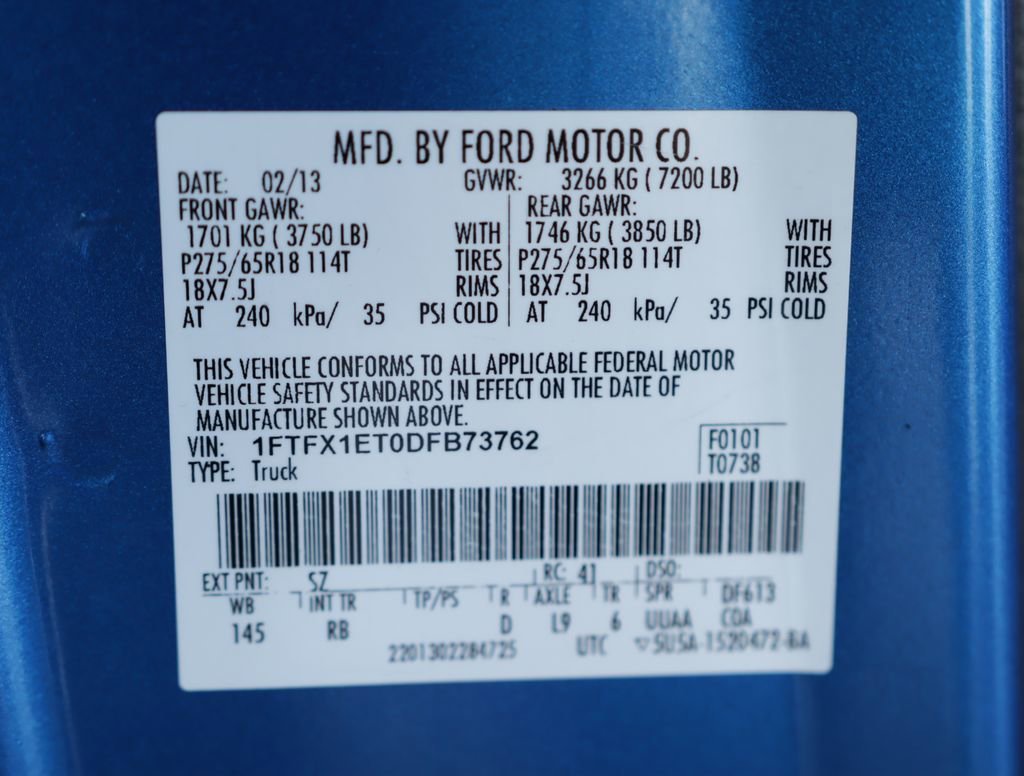 MFD. BY FORD MOTOR CO.
DATE: 02/13 GVWR: 3266 KG ( 7200 LB)
FRONT GAWR: REAR GAWR:
1701 KG ( 3750 LB) WITH 1746 KG ( 3850 LB) WITH
P275/65R18 114T TIRES P275/65R18 114T TIRES
18X7.5J RIMS 18X7.5J RIMS
AT 240 kPa/ 35 PSI COLD AT 240 kPa/ 35 PSI COLD
THIS VEHICLE CONFORMS TO ALL APPLICABLE FEDERAL MOTOR
VEHICLE SAFETY STANDARDS IN EFFECT ON THE DATE OF
MANUFACTURE SHOWN ABOVE.
VIN: 1FTFX1ET0DFB73762 F0101
TYPE: Truck T0738
EXT PNT: SZ RC: 41 DSO:
WB INT TR TP/PS R AXLE TR SPR DF613
145 RB D L9 6 UUAA COA
2201302284725 UTC ▽5U5A-1520472-BA